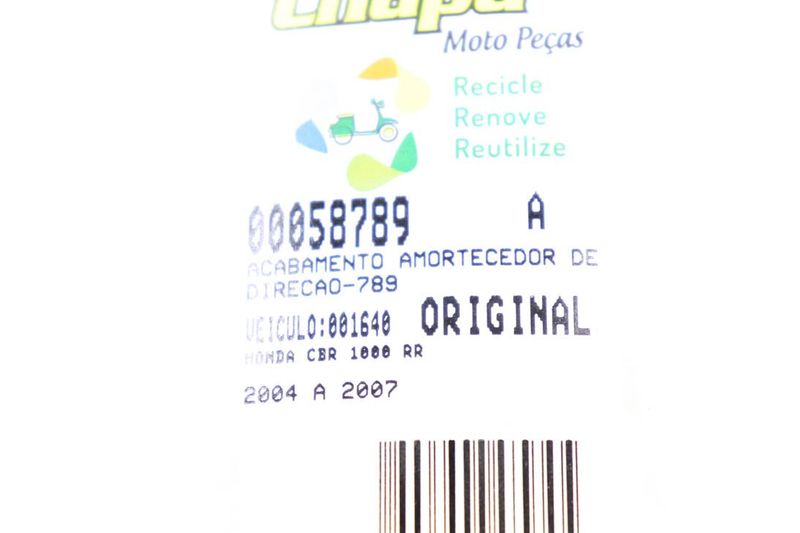 Chapa
Moto Peças
Recicle
Renove
Reutilize
00058789 A
ACABAMENTO AMORTECEDOR DE
DIRECAO-789
VEICULO:001640 ORIGINAL
HONDA CBR 1000 RR
2004 A 2007